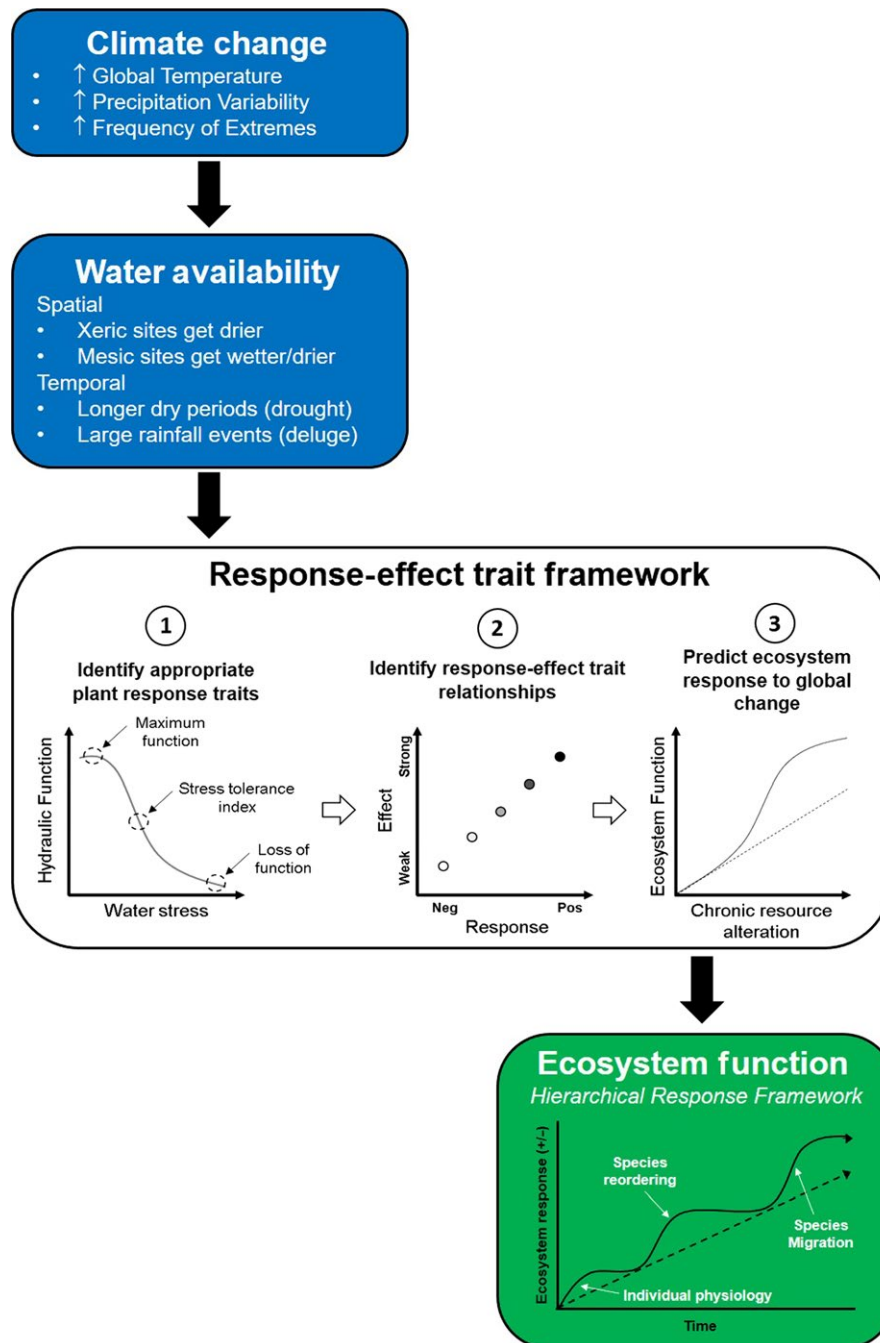 Climate change
• ↑ Global Temperature
• ↑ Precipitation Variability
• ↑ Frequency of Extremes
Water availability
Spatial
• Xeric sites get drier
• Mesic sites get wetter/drier
Temporal
• Longer dry periods (drought)
• Large rainfall events (deluge)
Response-effect trait framework
1
Identify appropriate
plant response traits
Hydraulic Function
Maximum
function
Stress tolerance
index
Loss of
function
Water stress
2
Identify response-effect trait
relationships
Effect
Strong
Weak
Neg
Pos
Response
3
Predict ecosystem
response to global
change
Ecosystem Function
Chronic resource
alteration
Ecosystem function
Hierarchical Response Framework
Ecosystem response (+/–)
Species
reordering
Species
Migration
Individual physiology
Time